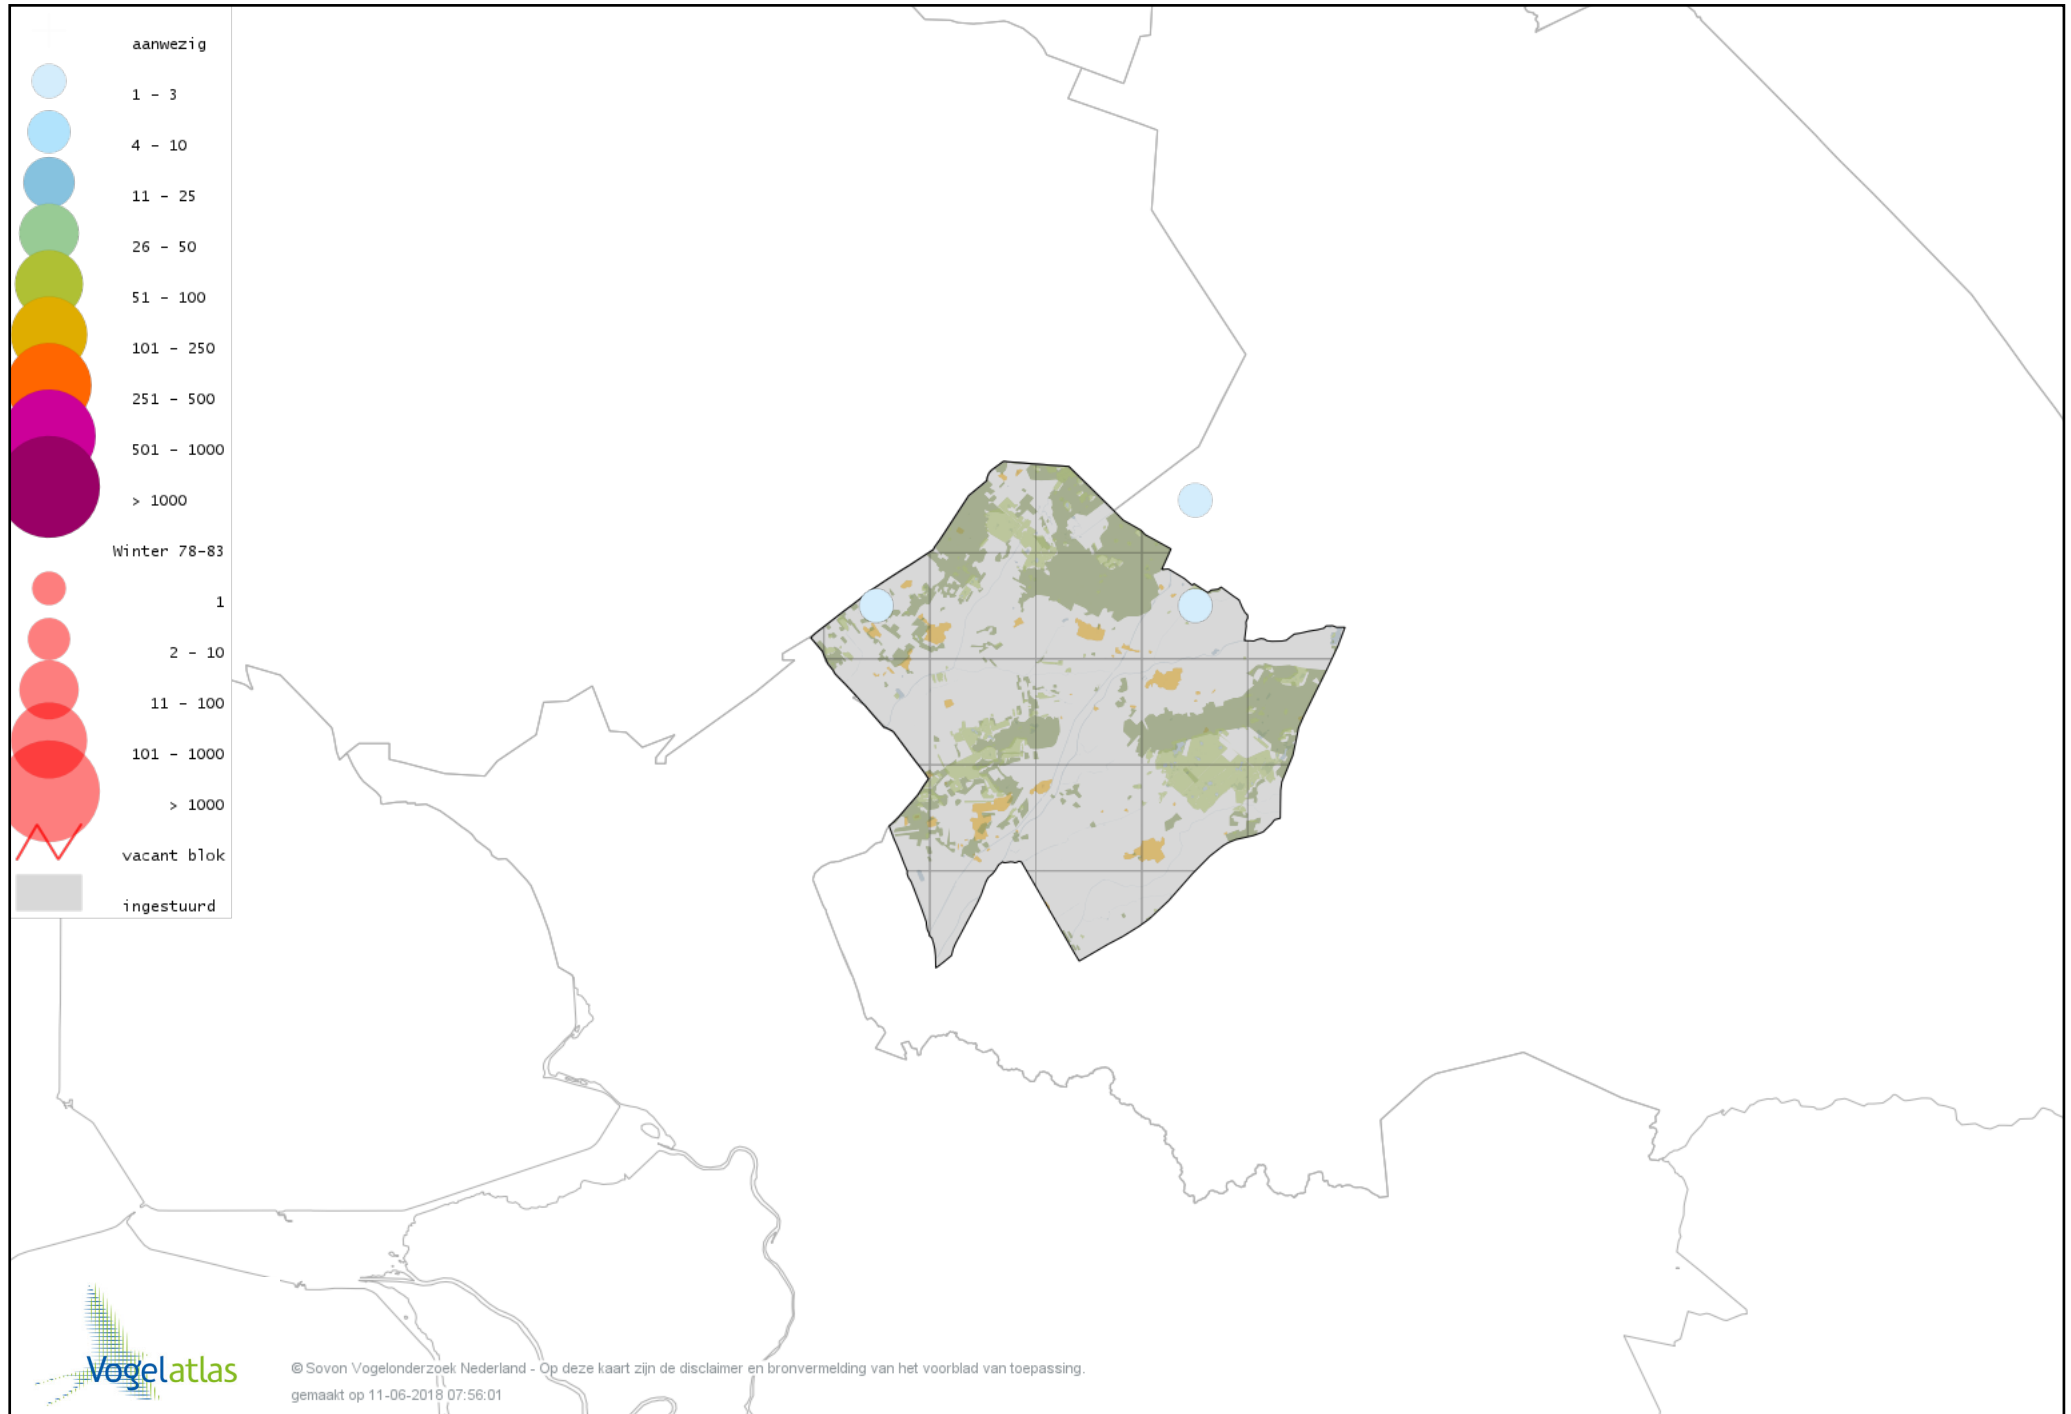 aanwezig
1 - 3
4 - 10
11 - 25
26 - 50
51 - 100
101 - 250
251 - 500
501 - 1000
> 1000
Winter 78-83
1
2 - 10
11 - 100
101 - 1000
> 1000
vacant blok
ingestuurd
Vogelatlas
© Sovon Vogelonderzoek Nederland - Op deze kaart zijn de disclaimer en bronvermelding van het voorblad van toepassing.
gemaakt op 11-06-2018 07:56:01